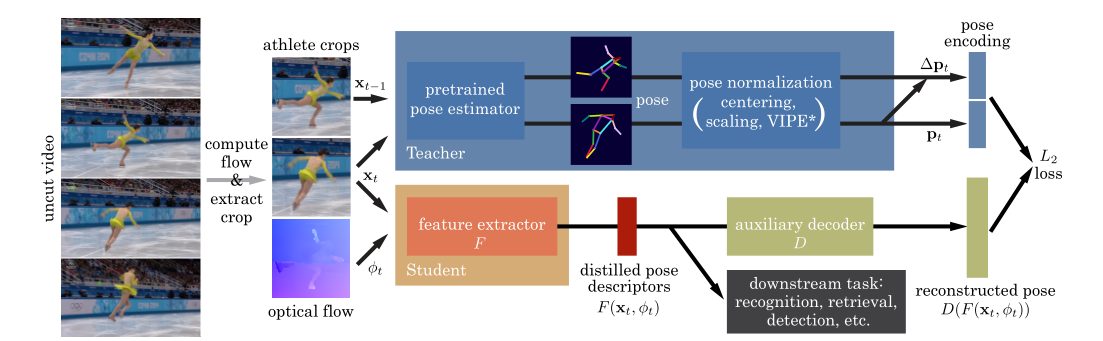 uncut video
compute
flow
&
extract
crop
athlete crops
x_{t−1}
x_t
ϕ_t
optical flow
pretrained
pose estimator
Teacher
pose
pose normalization
centering,
scaling, VIPE*
Δp_t
p_t
pose
encoding
L_2
loss
feature extractor
F
Student
distilled pose
descriptors
F(x_t, ϕ_t)
auxiliary decoder
D
downstream task:
recognition, retrieval,
detection, etc.
reconstructed pose
D(F(x_t, ϕ_t))